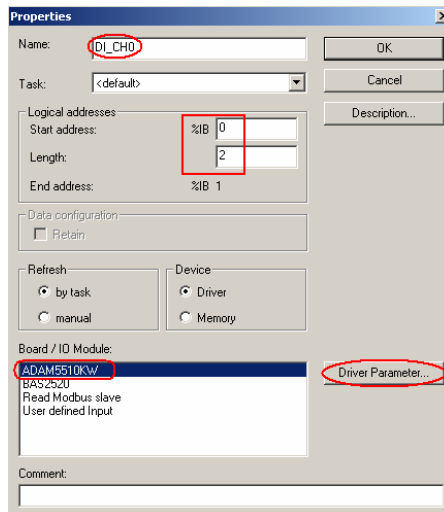 Properties
Name: DI_CH0
OK
Task: <default>
Cancel
Logical addresses
Description...
Start address: %IB 0
Length: 2
End address: %IB 1
Data configuration
Retain
Refresh
Device
by task
Driver
manual
Memory
Board / IO Module:
ADAM5510KW
Driver Parameter...
BAS2520
Read Modbus slave
User defined Input
Comment: